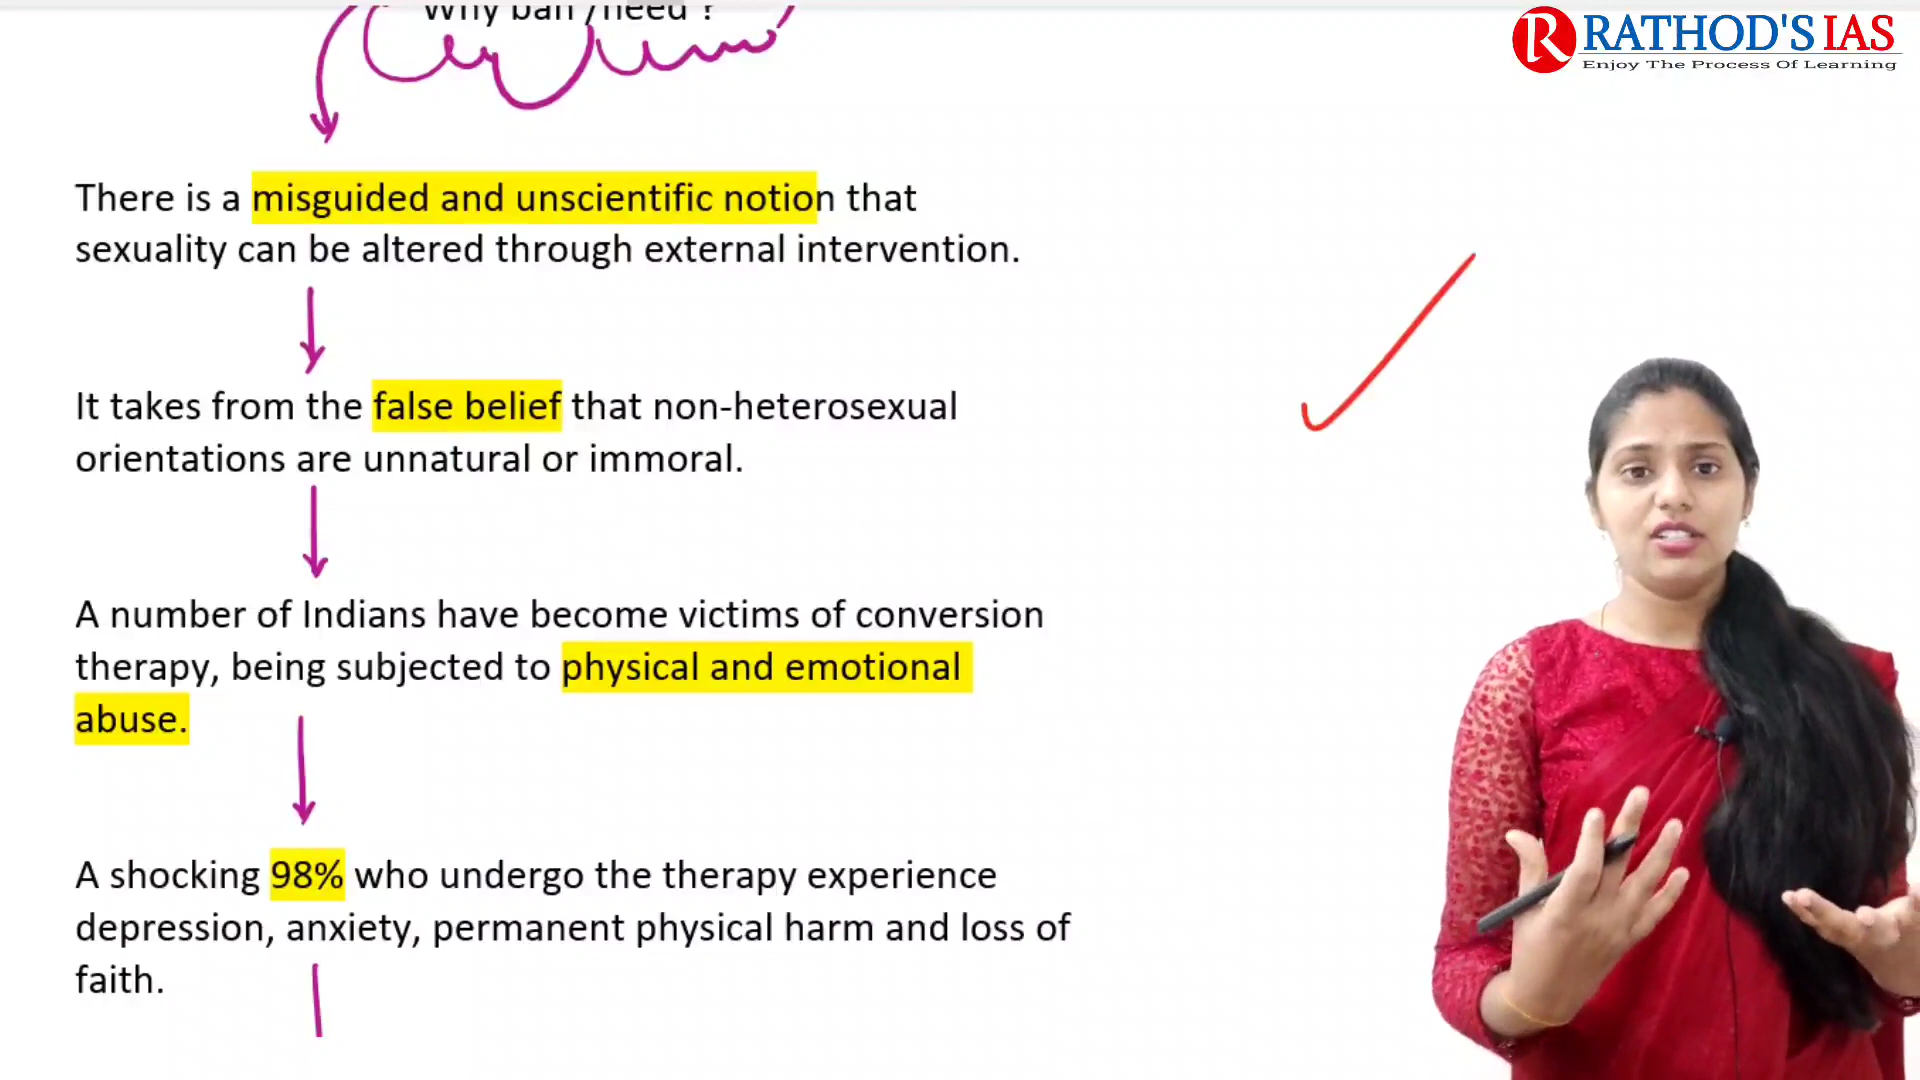 Why ban /need ?
RATHOD'S IAS
Enjoy The Process Of Learning
There is a misguided and unscientific notion that
sexuality can be altered through external intervention.
It takes from the false belief that non-heterosexual
orientations are unnatural or immoral.
A number of Indians have become victims of conversion
therapy, being subjected to physical and emotional
abuse.
A shocking 98% who undergo the therapy experience
depression, anxiety, permanent physical harm and loss of
faith.